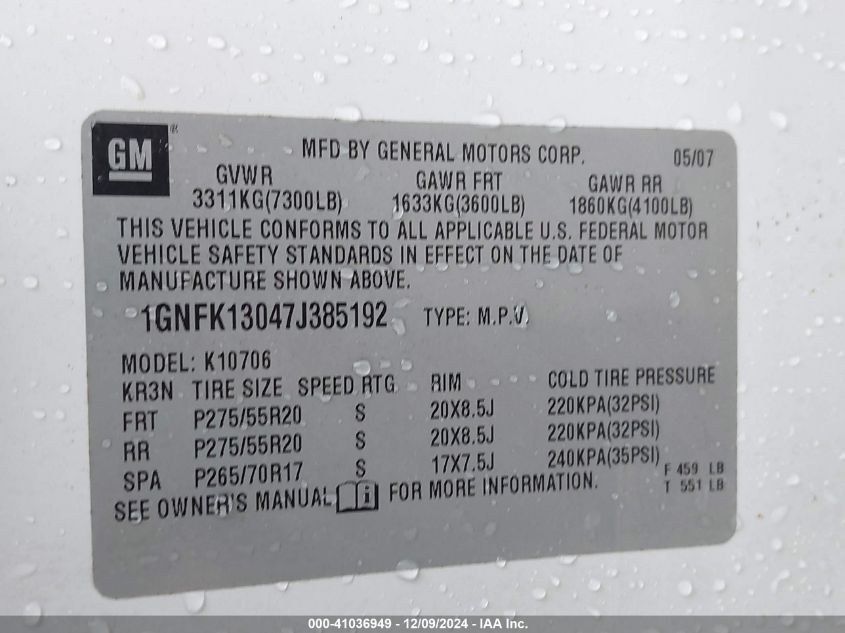 GM®
MFD BY GENERAL MOTORS CORP. 05/07
GVWR GAWR FRT GAWR RR
3311KG(7300LB) 1633KG(3600LB) 1860KG(4100LB)
THIS VEHICLE CONFORMS TO ALL APPLICABLE U.S. FEDERAL MOTOR
VEHICLE SAFETY STANDARDS IN EFFECT ON THE DATE OF
MANUFACTURE SHOWN ABOVE.
1GNFK13047J385192 TYPE: M.P.V.
MODEL: K10706
KR3N TIRE SIZE SPEED RTG RIM COLD TIRE PRESSURE
FRT P275/55R20 S 20X8.5J 220KPA(32PSI)
RR P275/55R20 S 20X8.5J 220KPA(32PSI)
SPA P265/70R17 S 17X7.5J 240KPA(35PSI) F 459 LB
SEE OWNER'S MANUAL i FOR MORE INFORMATION. T 551 LB
000-41036949 - 12/09/2024 - IAA Inc.